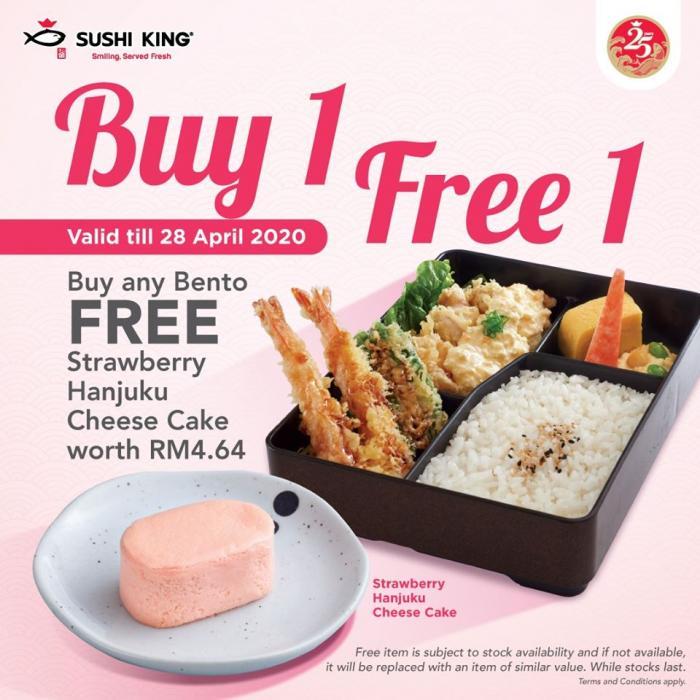 SUSHI KING®
Smiling, Served Fresh
25
Buy 1
Free 1
Valid till 28 April 2020
Buy any Bento
FREE
Strawberry
Hanjuku
Cheese Cake
worth RM4.64
Strawberry
Hanjuku
Cheese Cake
Free item is subject to stock availability and if not available,
it will be replaced with an item of similar value. While stocks last.
Terms and Conditions apply.